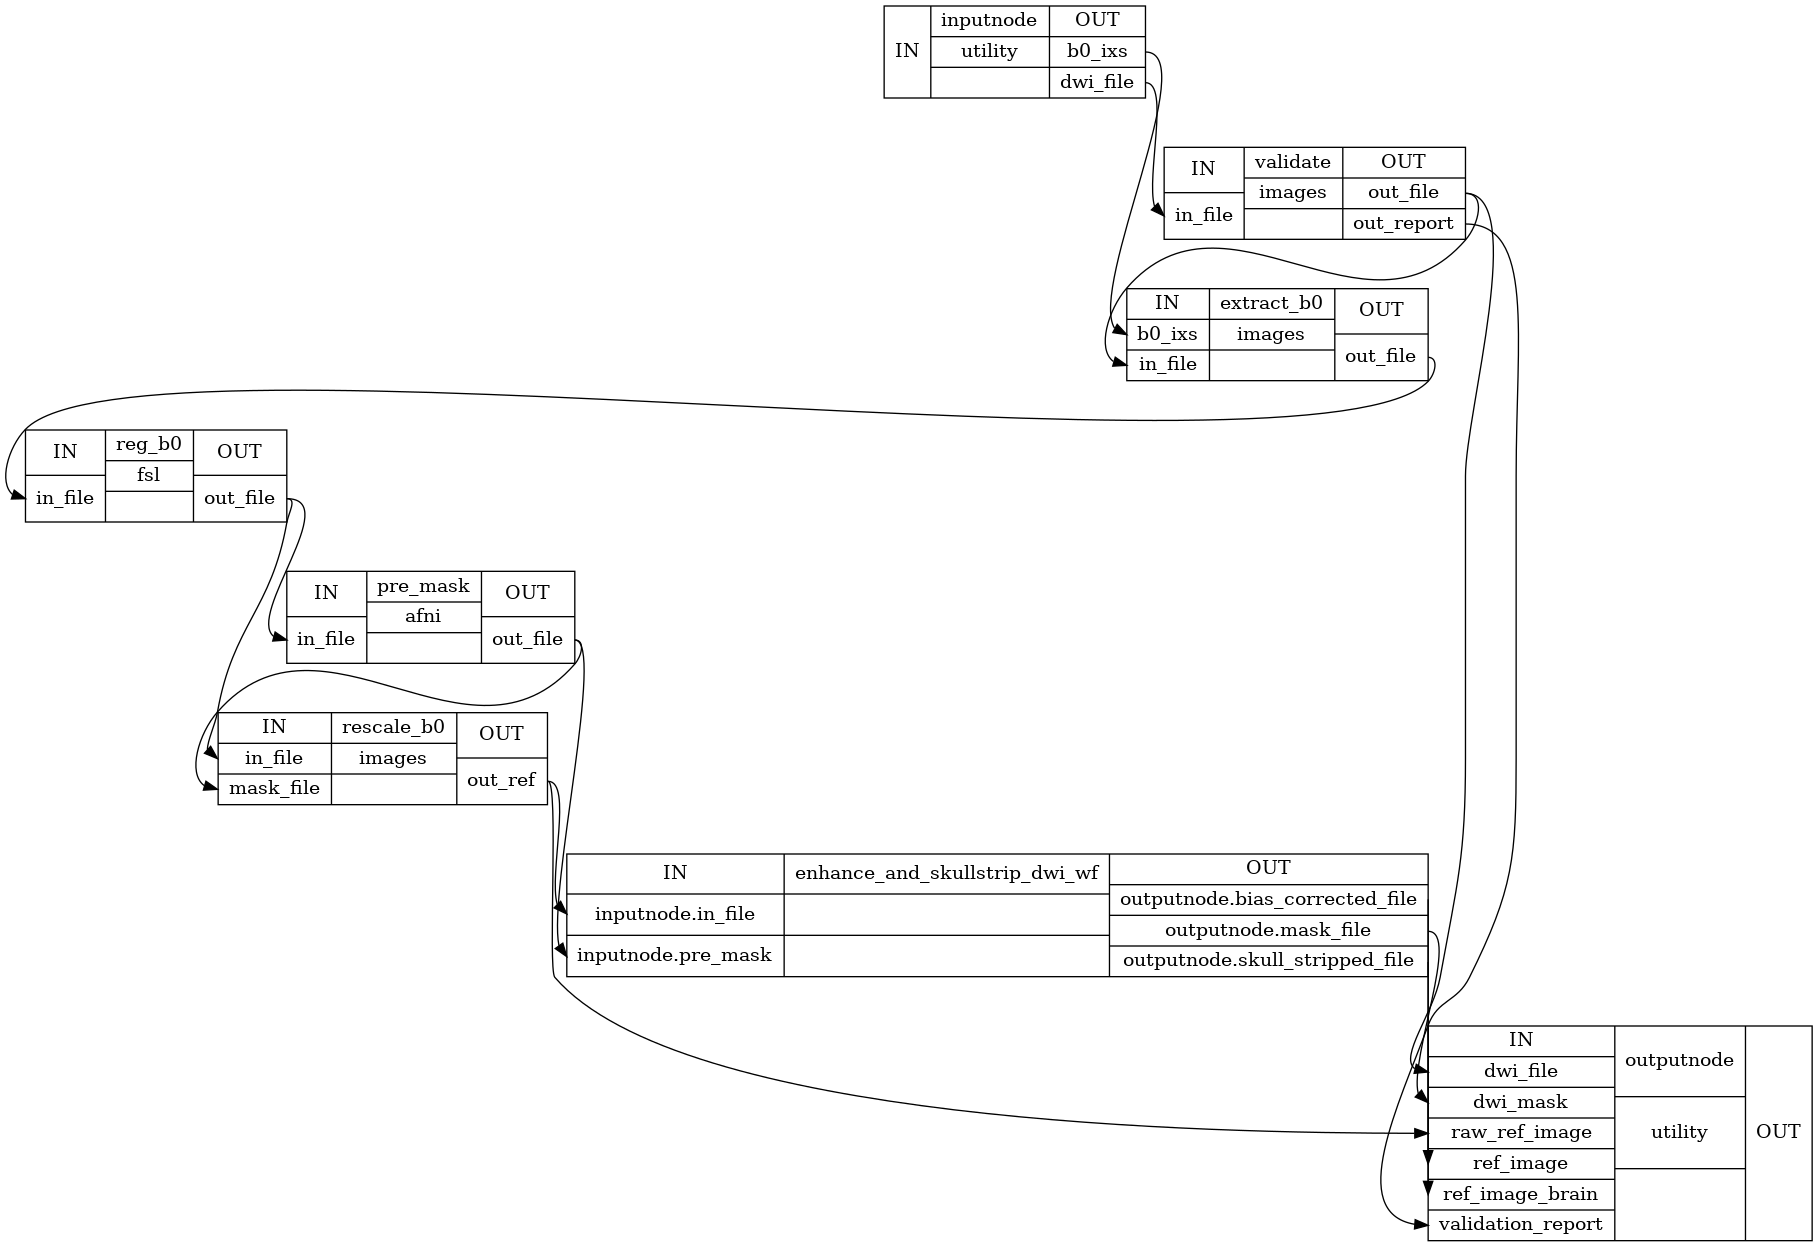 IN inputnode OUT
utility b0_ixs
dwi_file
IN validate OUT
images out_file
in_file out_report
IN extract_b0 OUT
b0_ixs images
in_file out_file
IN reg_b0 OUT
fsl
in_file out_file
IN pre_mask OUT
afni
in_file out_file
IN rescale_b0 OUT
in_file images
mask_file out_ref
IN enhance_and_skullstrip_dwi_wf OUT
outputnode.bias_corrected_file
inputnode.in_file outputnode.mask_file
inputnode.pre_mask outputnode.skull_stripped_file
IN outputnode
dwi_file
dwi_mask
raw_ref_image utility OUT
ref_image
ref_image_brain
validation_report